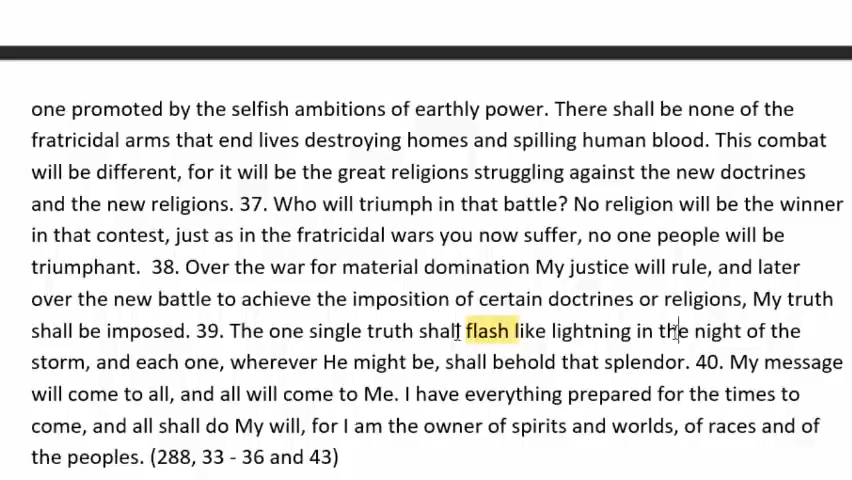 one promoted by the selfish ambitions of earthly power. There shall be none of the
fratricidal arms that end lives destroying homes and spilling human blood. This combat
will be different, for it will be the great religions struggling against the new doctrines
and the new religions. 37. Who will triumph in that battle? No religion will be the winner
in that contest, just as in the fratricidal wars you now suffer, no one people will be
triumphant.  38. Over the war for material domination My justice will rule, and later
over the new battle to achieve the imposition of certain doctrines or religions, My truth
shall be imposed. 39. The one single truth shall flash like lightning in the night of the
storm, and each one, wherever He might be, shall behold that splendor. 40. My message
will come to all, and all will come to Me. I have everything prepared for the times to
come, and all shall do My will, for I am the owner of spirits and worlds, of races and of
the peoples. (288, 33 - 36 and 43)